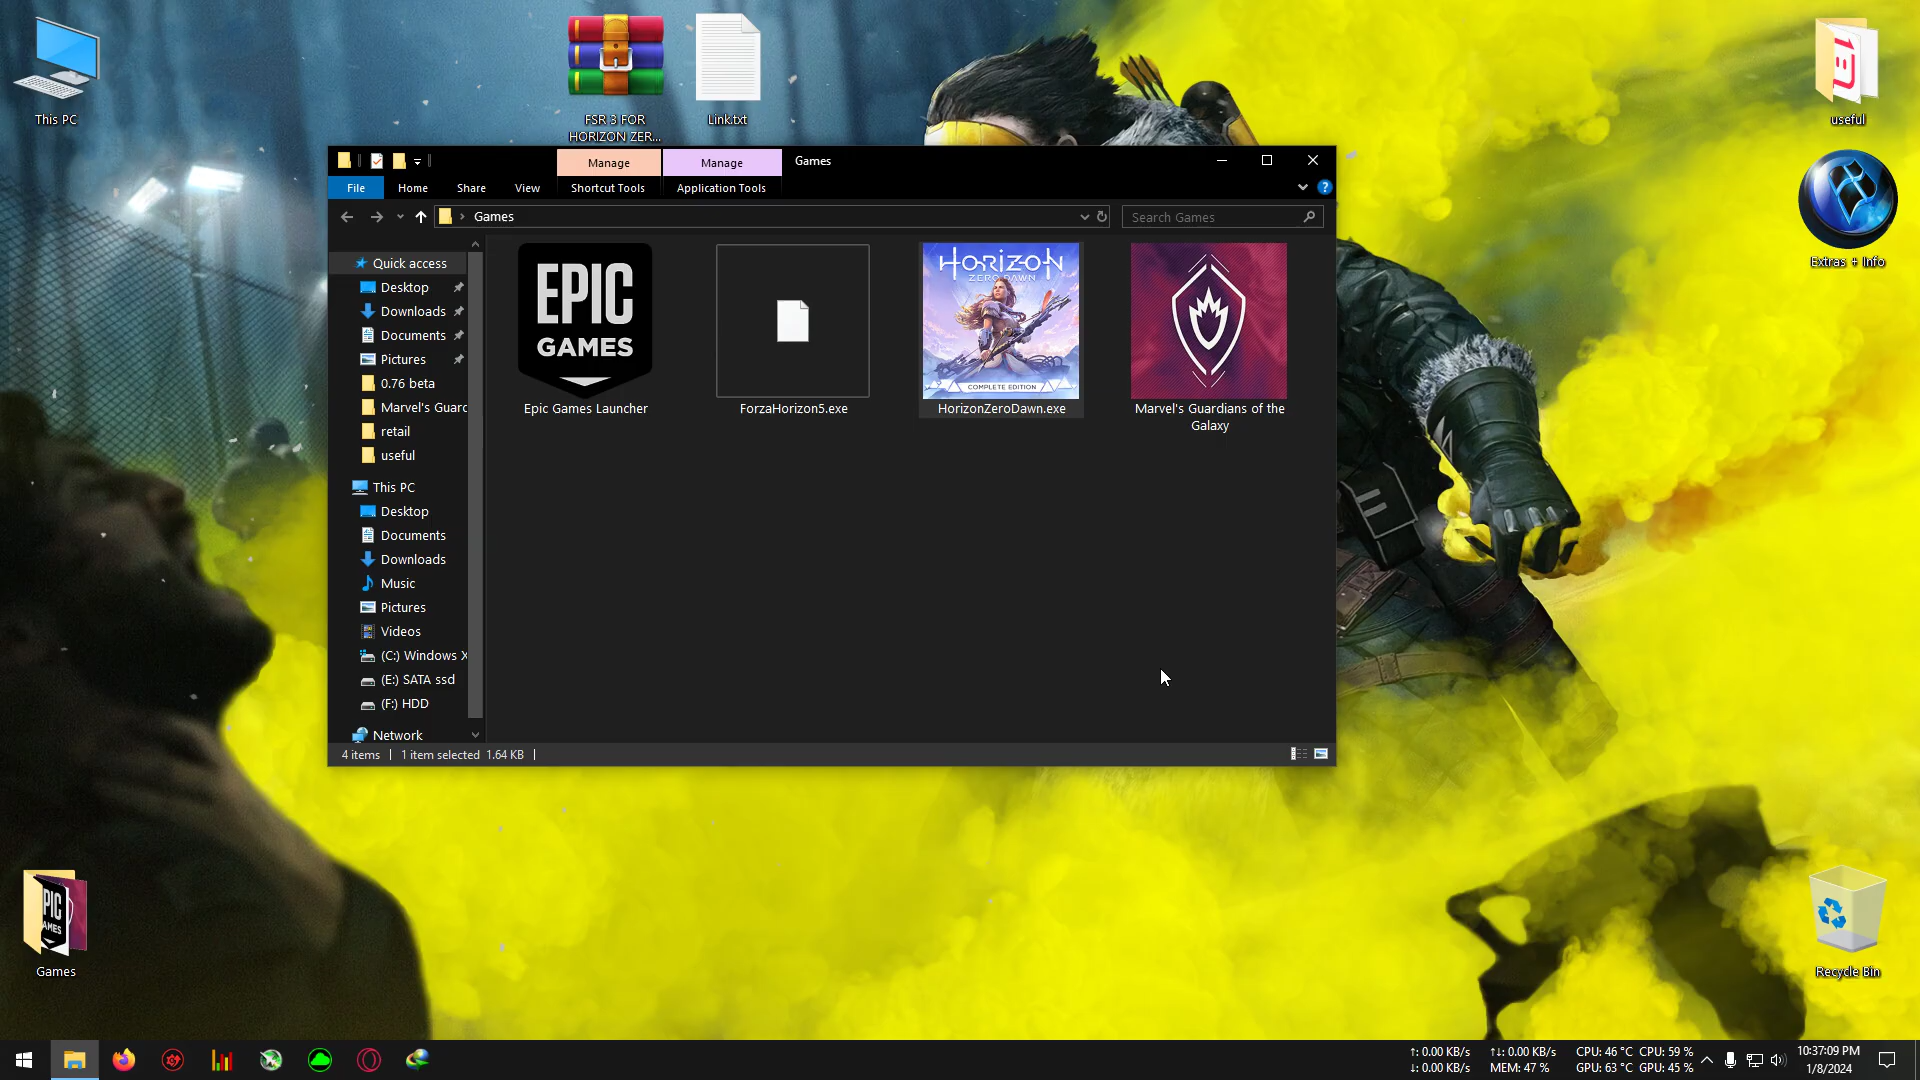 This PC
FSR 3 FOR
HORIZON ZER...
Link.txt
useful
Extras + Info
Manage
Manage
Games
File
Home
Share
View
Shortcut Tools
Application Tools
Games
Search Games
Quick access
Desktop
Downloads
Documents
Pictures
0.76 beta
Marvel's Guarc
retail
useful
This PC
Desktop
Documents
Downloads
Music
Pictures
Videos
(C:) Windows X
(E:) SATA ssd
(F:) HDD
Network
EPIC
GAMES
Epic Games Launcher
ForzaHorizon5.exe
HORIZON
ZERO DAWN
COMPLETE EDITION
HorizonZeroDawn.exe
Marvel's Guardians of the
Galaxy
4 items
1 item selected 1.64 KB
PIC
AMES
Games
Recycle Bin
↑: 0.00 KB/s
↓: 0.00 KB/s
↑↓: 0.00 KB/s
MEM: 47 %
CPU: 46 °C CPU: 59 %
GPU: 63 °C GPU: 45 %
10:37:09 PM
1/8/2024